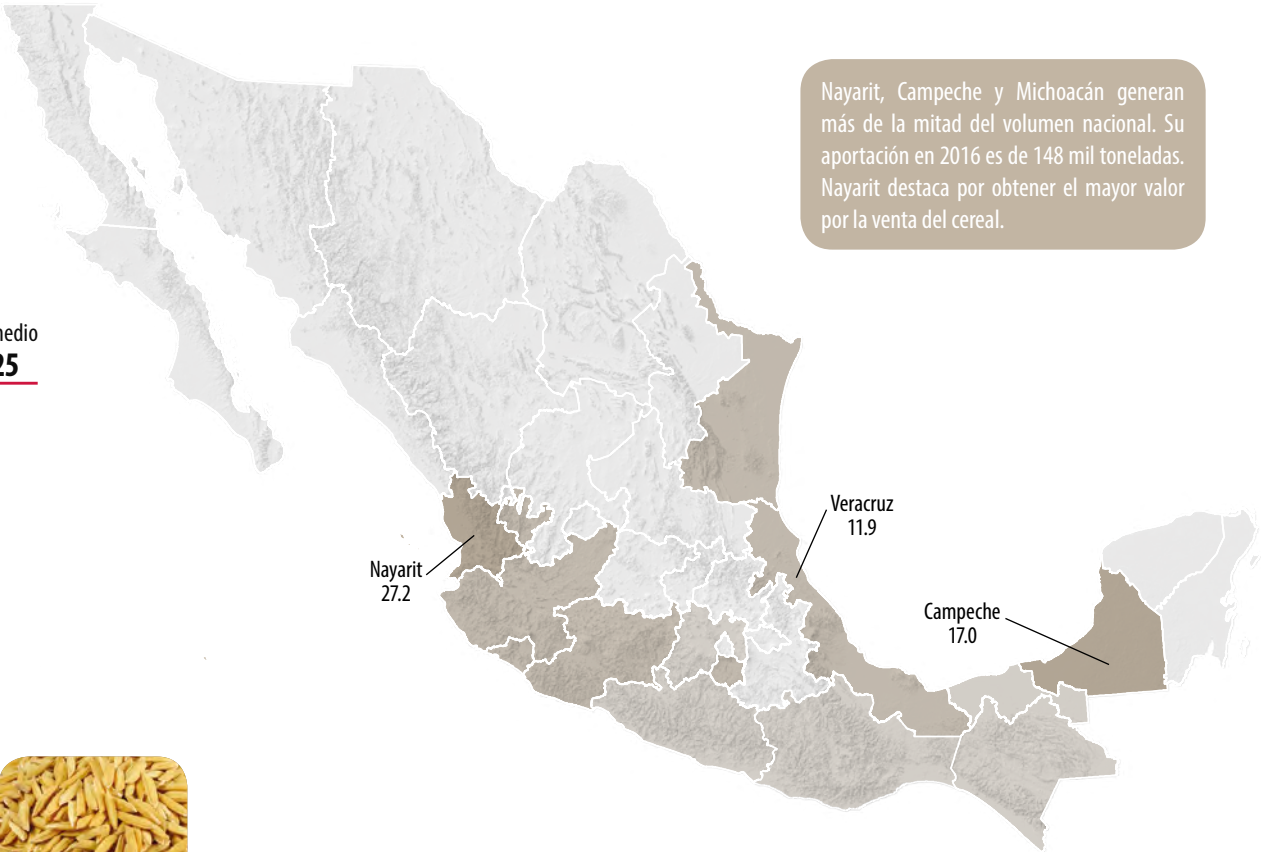 Nayarit, Campeche y Michoacán generan
más de la mitad del volumen nacional. Su
aportación en 2016 es de 148 mil toneladas.
Nayarit destaca por obtener el mayor valor
por la venta del cereal.
Veracruz
11.9
Nayarit
27.2
Campeche
17.0